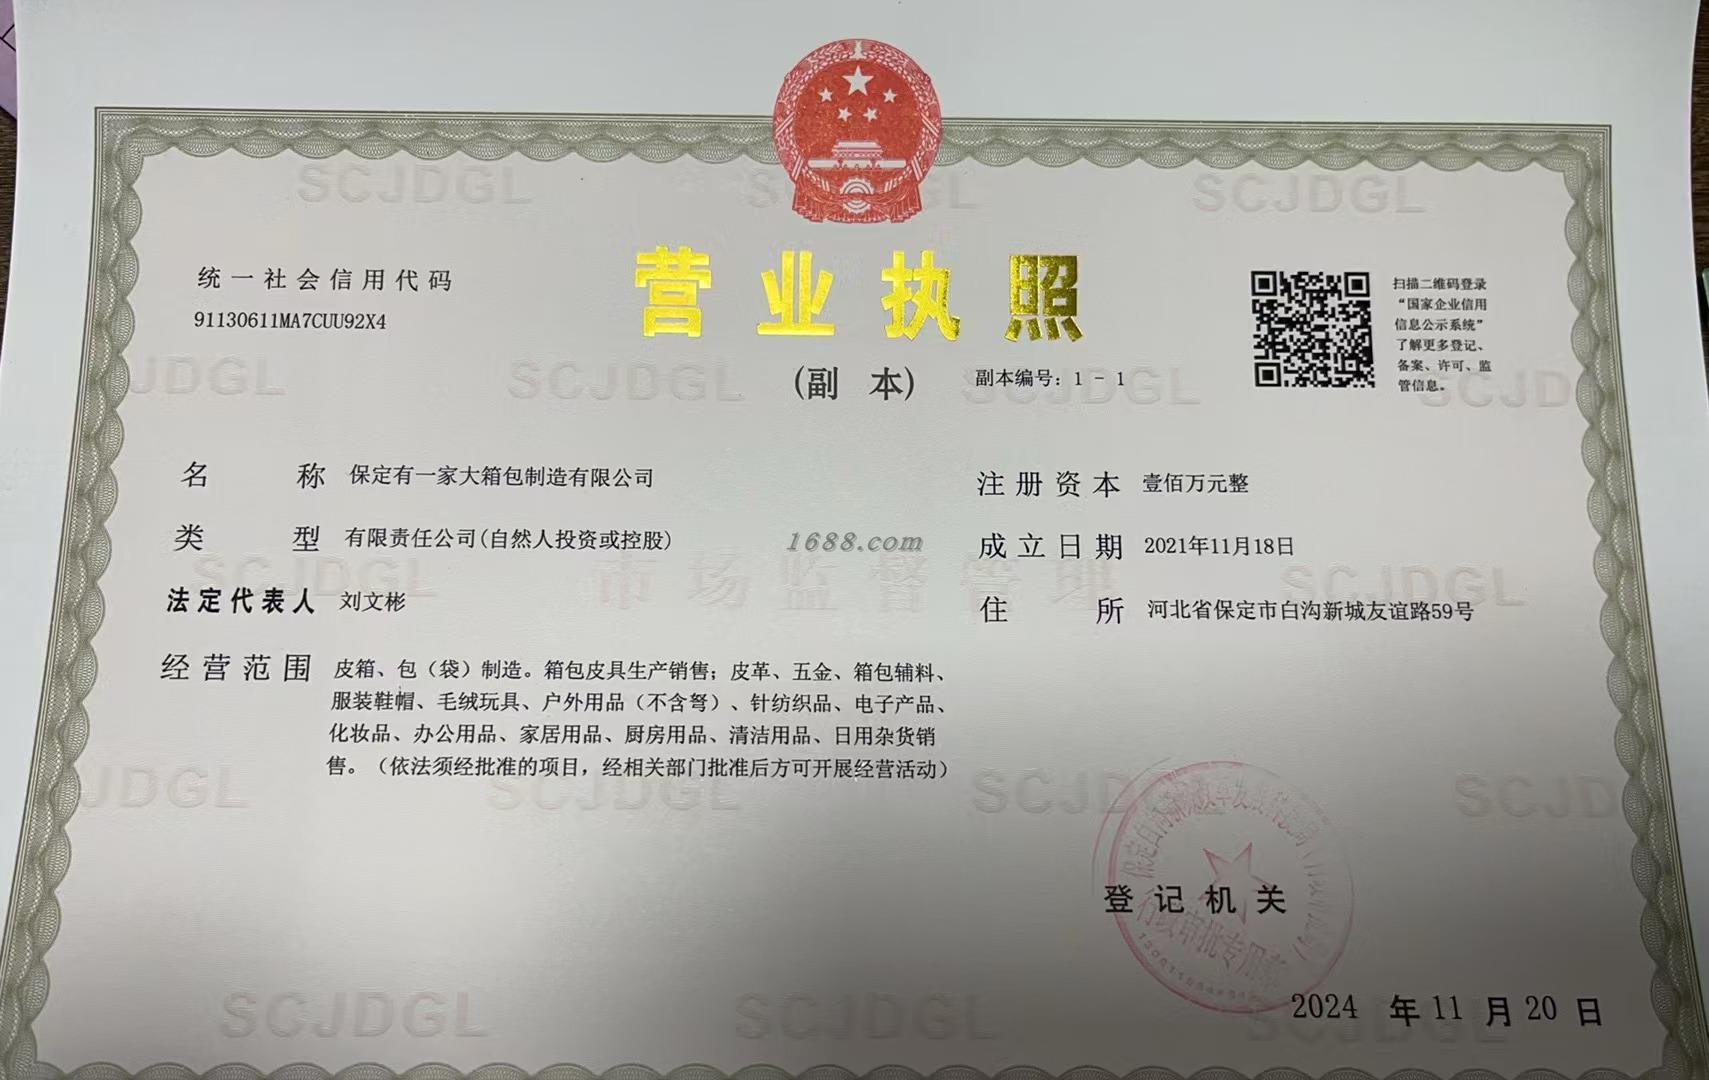 营业执照
(副 本)
副本编号：1 - 1
统一社会信用代码
91130611MA7CUU92X4
扫描二维码登录
“国家企业信用
信息公示系统”
了解更多登记、
备案、许可、监
管信息。
名 称 保定有一家大箱包制造有限公司
类 型 有限责任公司(自然人投资或控股)
法定代表人 刘文彬
经营范围 皮箱、包（袋）制造。箱包皮具生产销售；皮革、五金、箱包辅料、
服装鞋帽、毛绒玩具、户外用品（不含弩）、针纺织品、电子产品、
化妆品、办公用品、家居用品、厨房用品、清洁用品、日用杂货销
售。（依法须经批准的项目，经相关部门批准后方可开展经营活动）
注册资本 壹佰万元整
成立日期 2021年11月18日
住 所 河北省保定市白沟新城友谊路59号
1688.com
市场监督管理
SCJDGL
登记机关
行政审批专用章
2024 年 11 月 20 日